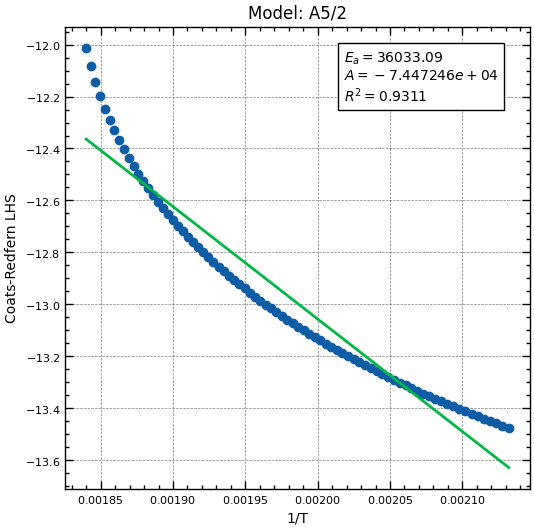 Model: A5/2
E_a = 36033.09
A = −7.447246e + 04
R² = 0.9311
−12.0
−12.2
−12.4
−12.6
−12.8
−13.0
−13.2
−13.4
−13.6
Coats-Redfern LHS
0.00185 0.00190 0.00195 0.00200 0.00205 0.00210
1/T